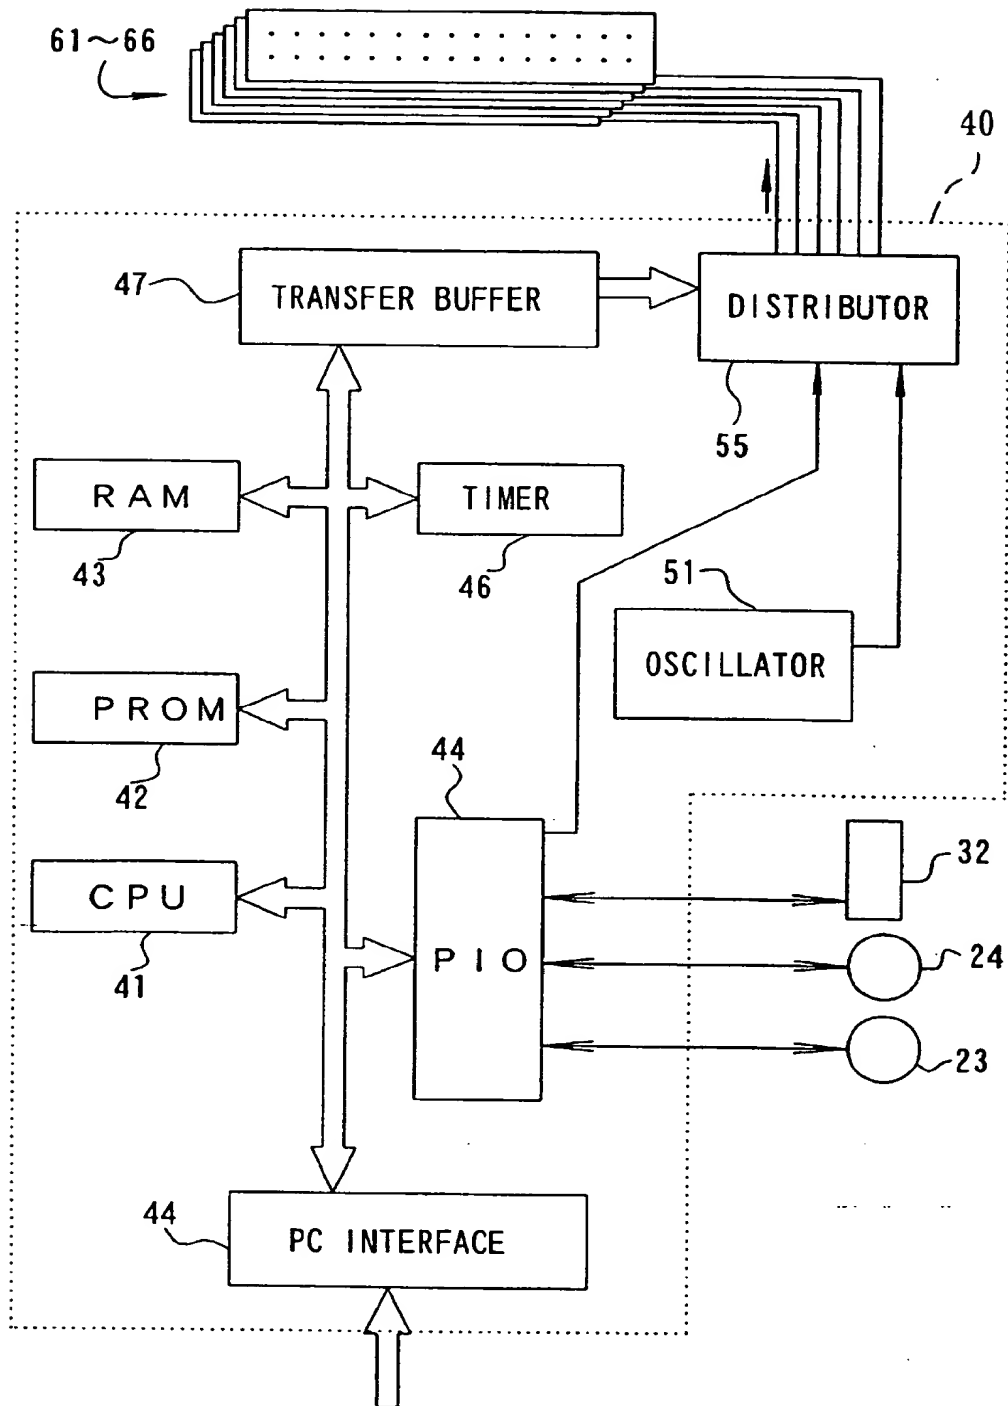 61~66
40
47
TRANSFER BUFFER
DISTRIBUTOR
55
RAM
43
TIMER
46
51
OSCILLATOR
PROM
42
44
32
CPU
41
PIO
24
23
44
PC INTERFACE